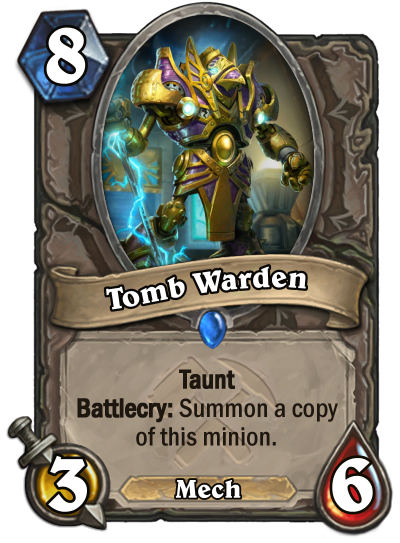 8
Tomb Warden
Taunt
Battlecry: Summon a copy
of this minion.
3
Mech
6